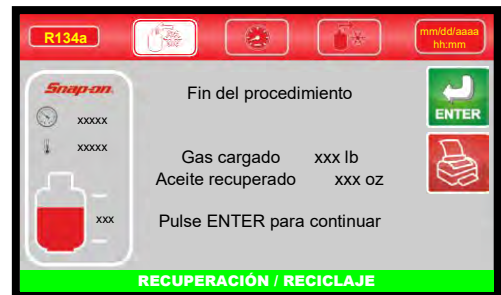 R134a
mm/dd/aaaa
hh:mm
Snap-on
xxxxx
xxxxx
xxx
Fin del procedimiento
Gas cargado xxx lb
Aceite recuperado xxx oz
Pulse ENTER para continuar
ENTER
RECUPERACIÓN / RECICLAJE